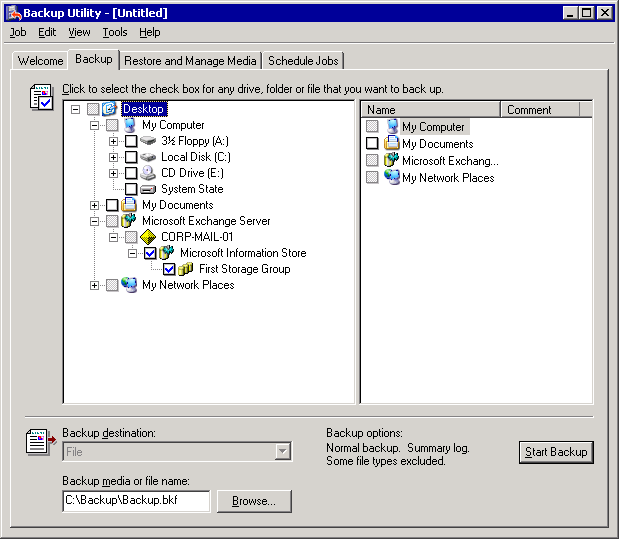 Backup Utility - [Untitled]
Job Edit View Tools Help
Welcome Backup Restore and Manage Media Schedule Jobs
Click to select the check box for any drive, folder or file that you want to back up.
Desktop
My Computer
3½ Floppy (A:)
Local Disk (C:)
CD Drive (E:)
System State
My Documents
Microsoft Exchange Server
CORP-MAIL-01
Microsoft Information Store
First Storage Group
My Network Places
Name Comment
My Computer
My Documents
Microsoft Exchang...
My Network Places
Backup destination:
File
Backup media or file name:
C:\Backup\Backup.bkf
Browse...
Backup options:
Normal backup. Summary log.
Some file types excluded.
Start Backup